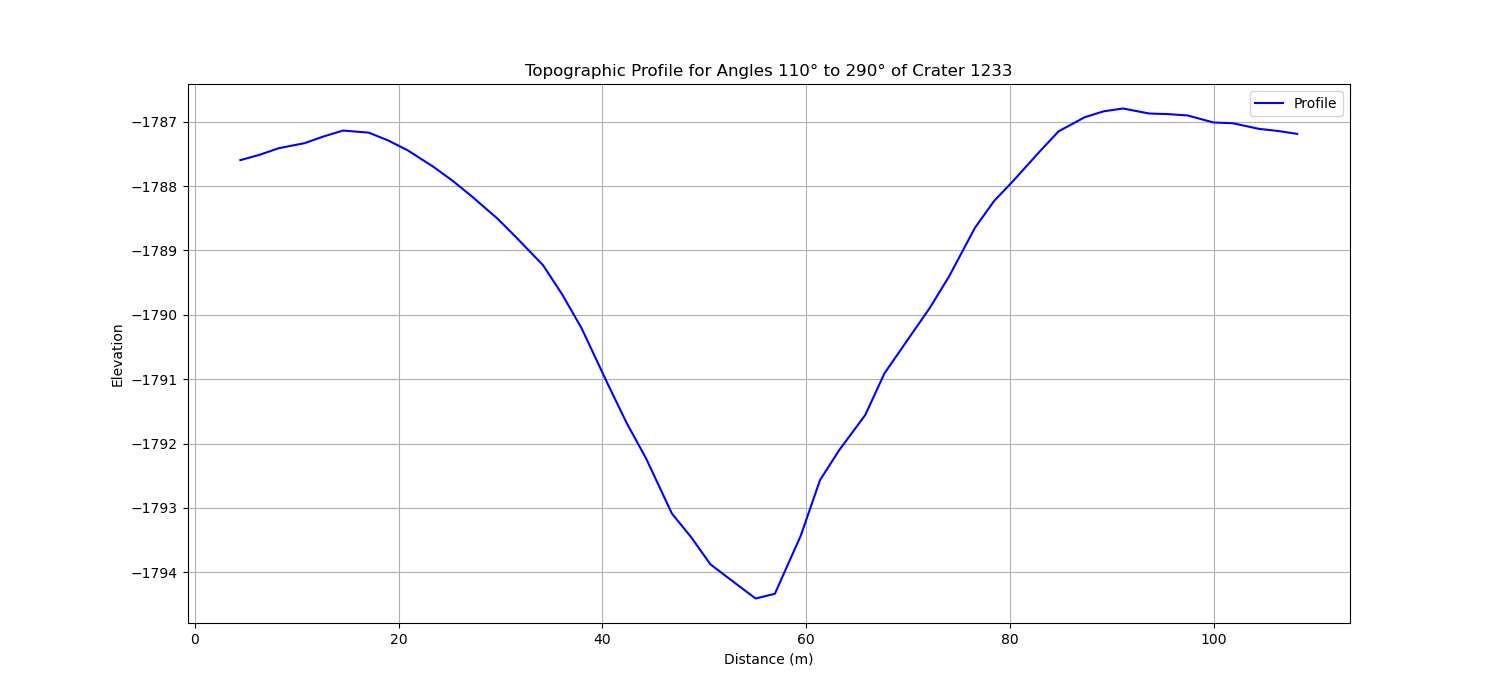 Topographic Profile for Angles 110° to 290° of Crater 1233
Profile
−1787
−1788
−1789
−1790
−1791
−1792
−1793
−1794
Elevation
0 20 40 60 80 100
Distance (m)